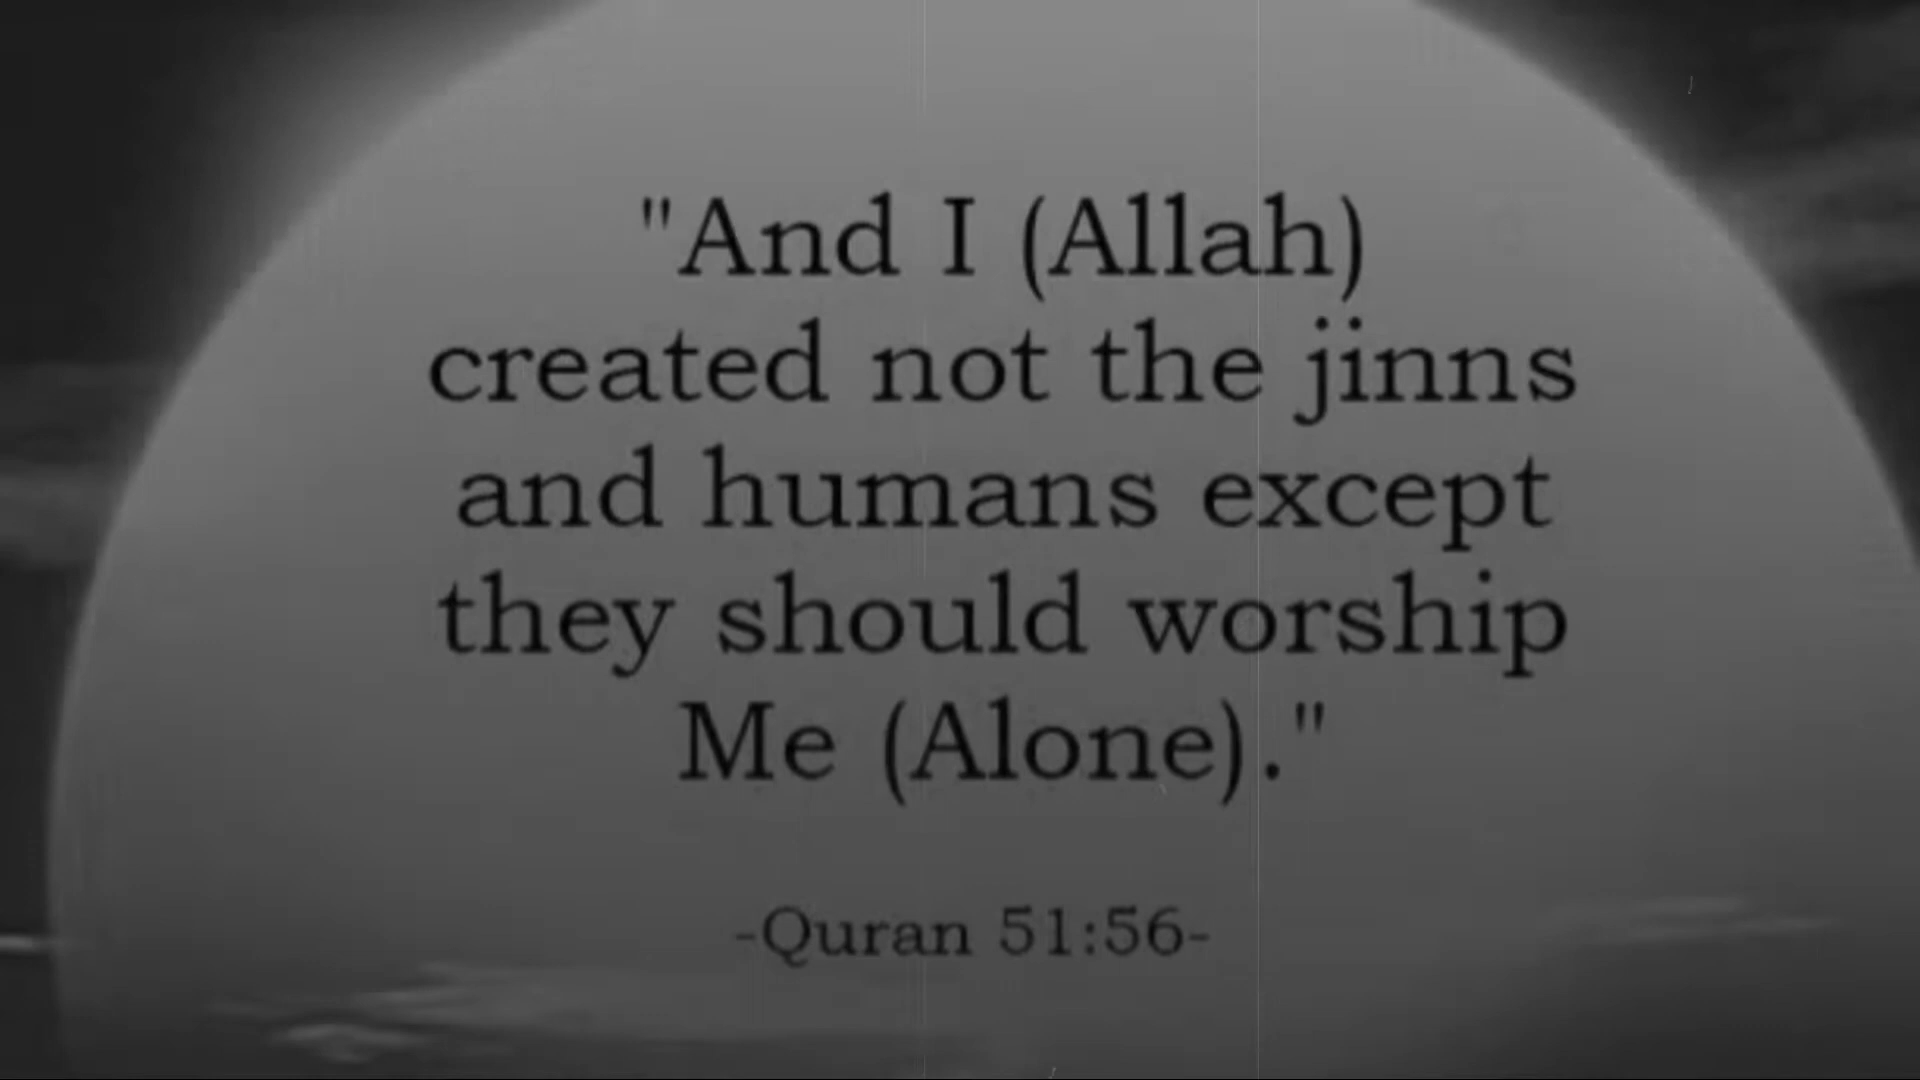 "And I (Allah)
created not the jinns
and humans except
they should worship
Me (Alone)."
-Quran 51:56-